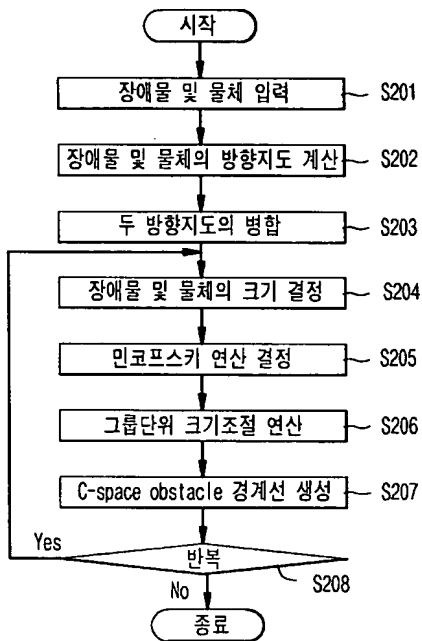 시작
장애물 및 물체 입력
S201
장애물 및 물체의 방향지도 계산
S202
두 방향지도의 병합
S203
장애물 및 물체의 크기 결정
S204
민코프스키 연산 결정
S205
그룹단위 크기조절 연산
S206
C-space obstacle 경계선 생성
S207
Yes
반복
S208
No
종료